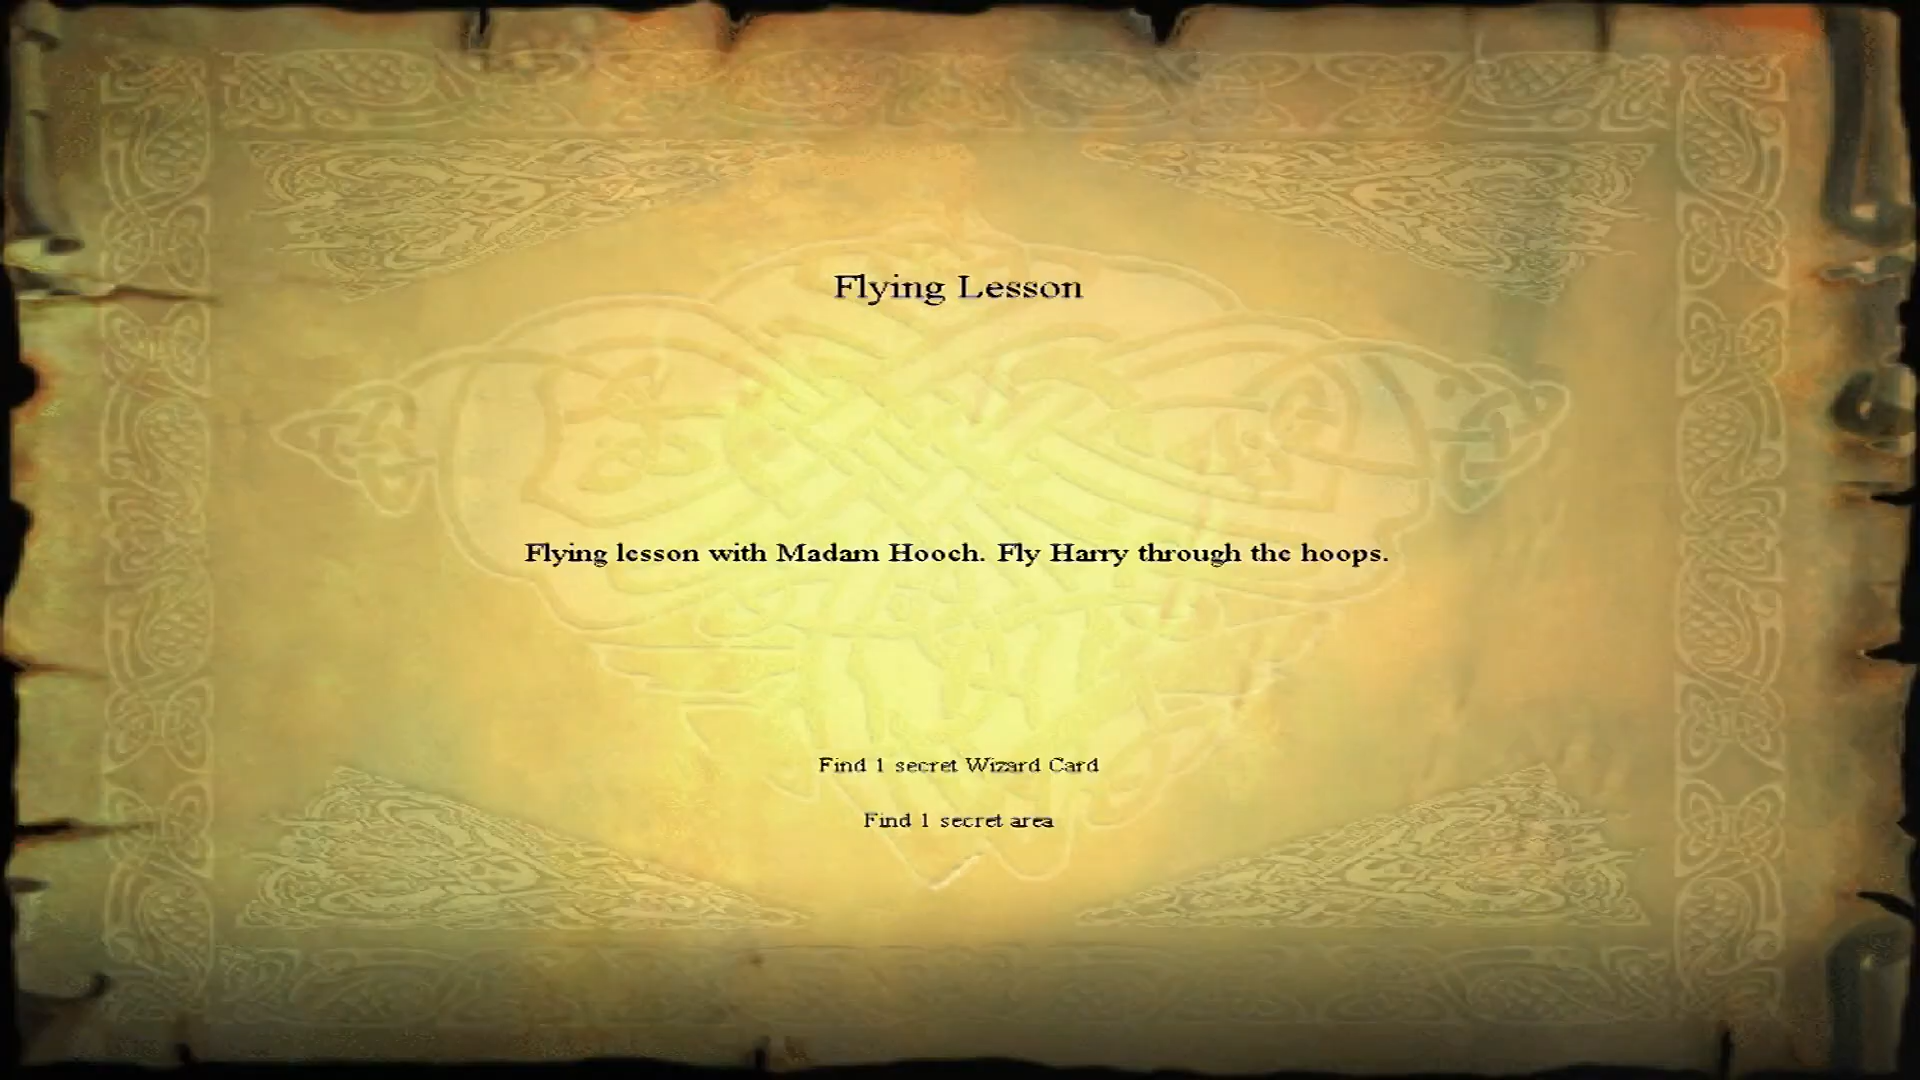 Flying Lesson
Flying lesson with Madam Hooch. Fly Harry through the hoops.
Find 1 secret Wizard Card
Find 1 secret area